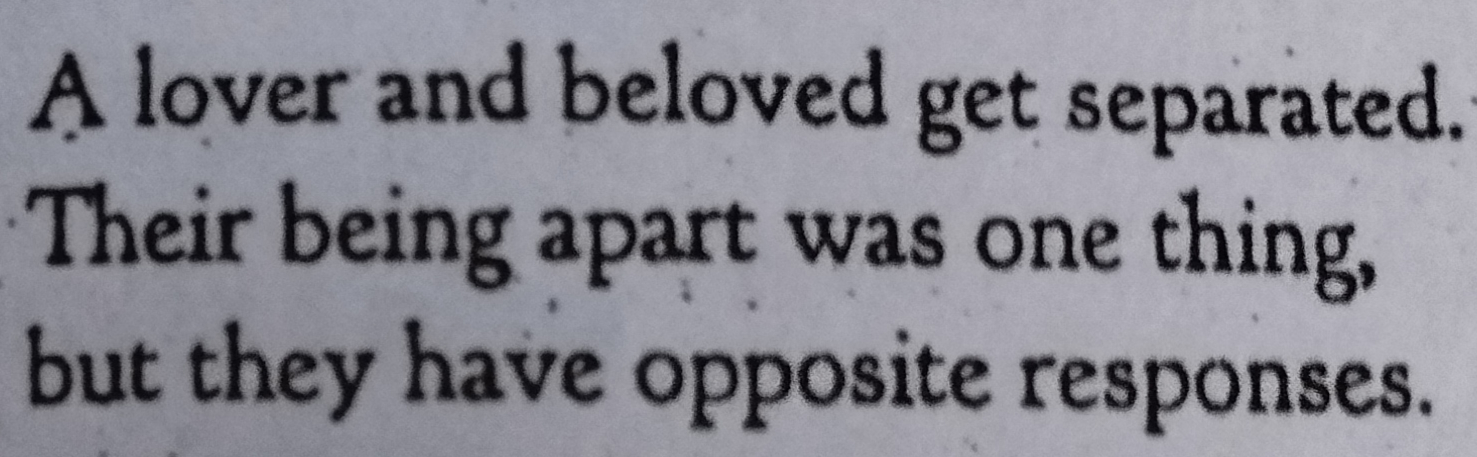 A lover and beloved get separated.
Their being apart was one thing,
but they have opposite responses.